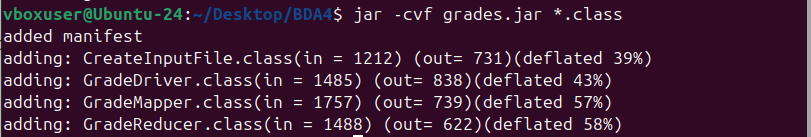 vboxuser@Ubuntu-24:~/Desktop/BDA4$ jar -cvf grades.jar *.class
added manifest
adding: CreateInputFile.class(in = 1212) (out= 731)(deflated 39%)
adding: GradeDriver.class(in = 1485) (out= 838)(deflated 43%)
adding: GradeMapper.class(in = 1757) (out= 739)(deflated 57%)
adding: GradeReducer.class(in = 1488) (out= 622)(deflated 58%)